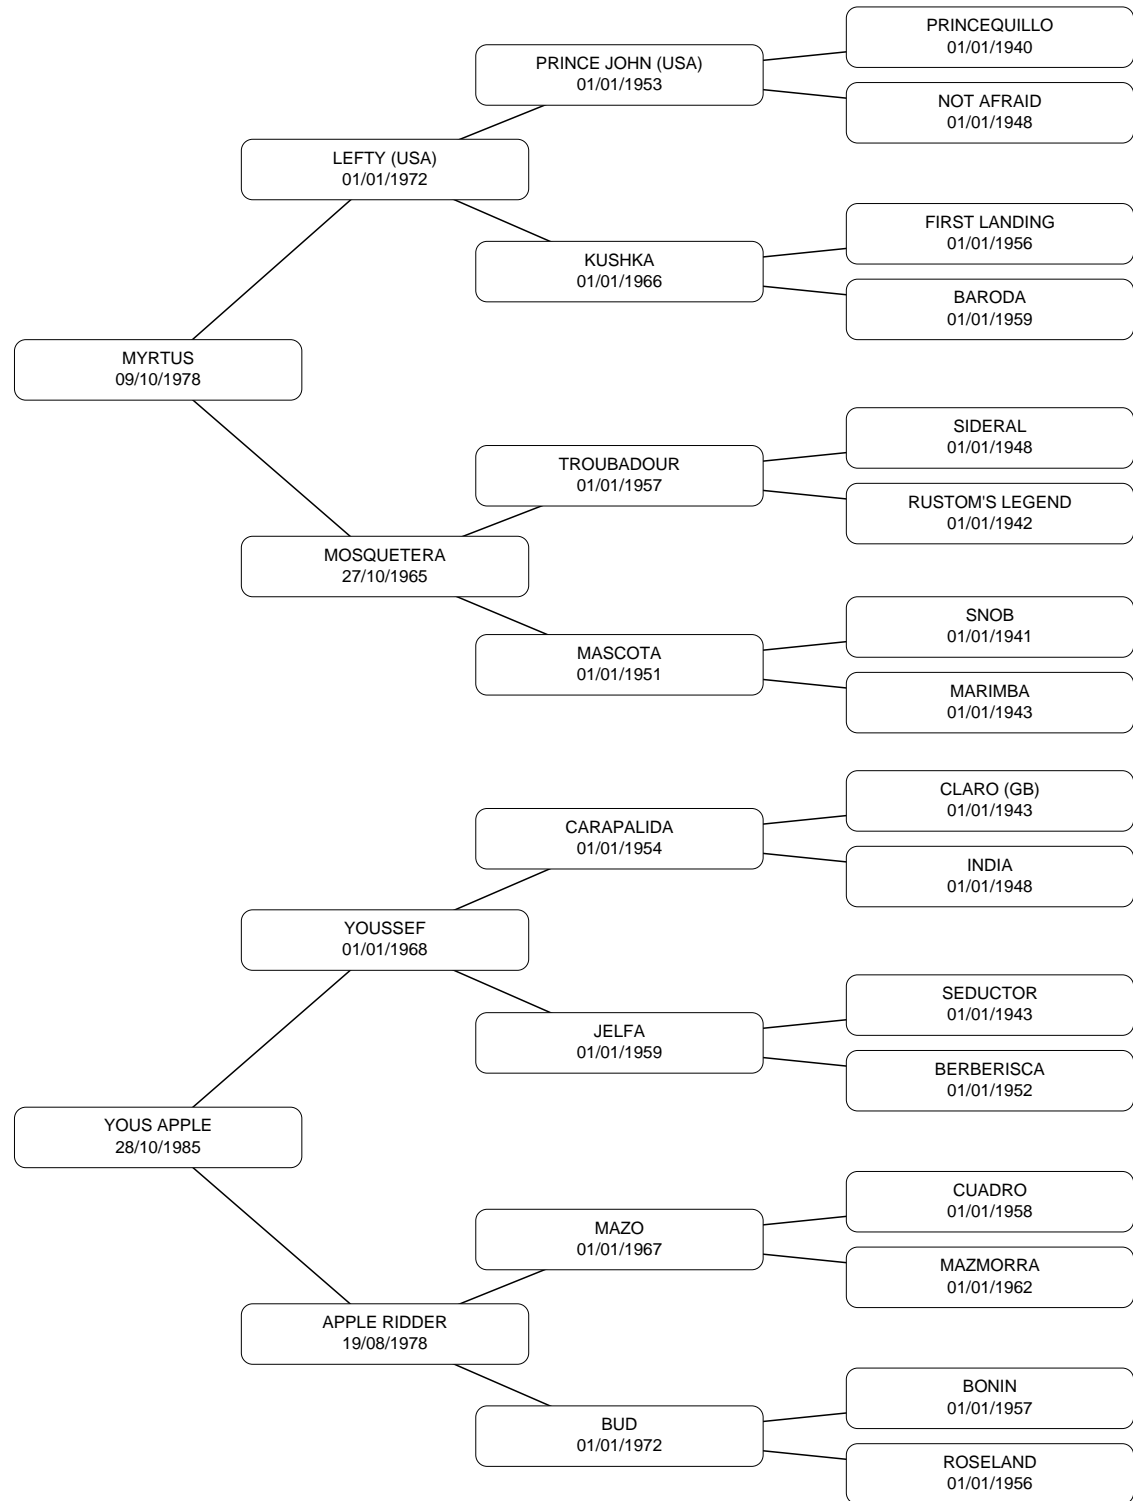 PRINCEQUILLO
01/01/1940
PRINCE JOHN (USA)
01/01/1953
NOT AFRAID
01/01/1948
LEFTY (USA)
01/01/1972
FIRST LANDING
01/01/1956
KUSHKA
01/01/1966
BARODA
01/01/1959
MYRTUS
09/10/1978
SIDERAL
01/01/1948
TROUBADOUR
01/01/1957
RUSTOM'S LEGEND
01/01/1942
MOSQUETERA
27/10/1965
SNOB
01/01/1941
MASCOTA
01/01/1951
MARIMBA
01/01/1943
CLARO (GB)
01/01/1943
CARAPALIDA
01/01/1954
INDIA
01/01/1948
YOUSSEF
01/01/1968
SEDUCTOR
01/01/1943
JELFA
01/01/1959
BERBERISCA
01/01/1952
YOUS APPLE
28/10/1985
CUADRO
01/01/1958
MAZO
01/01/1967
MAZMORRA
01/01/1962
APPLE RIDDER
19/08/1978
BONIN
01/01/1957
BUD
01/01/1972
ROSELAND
01/01/1956